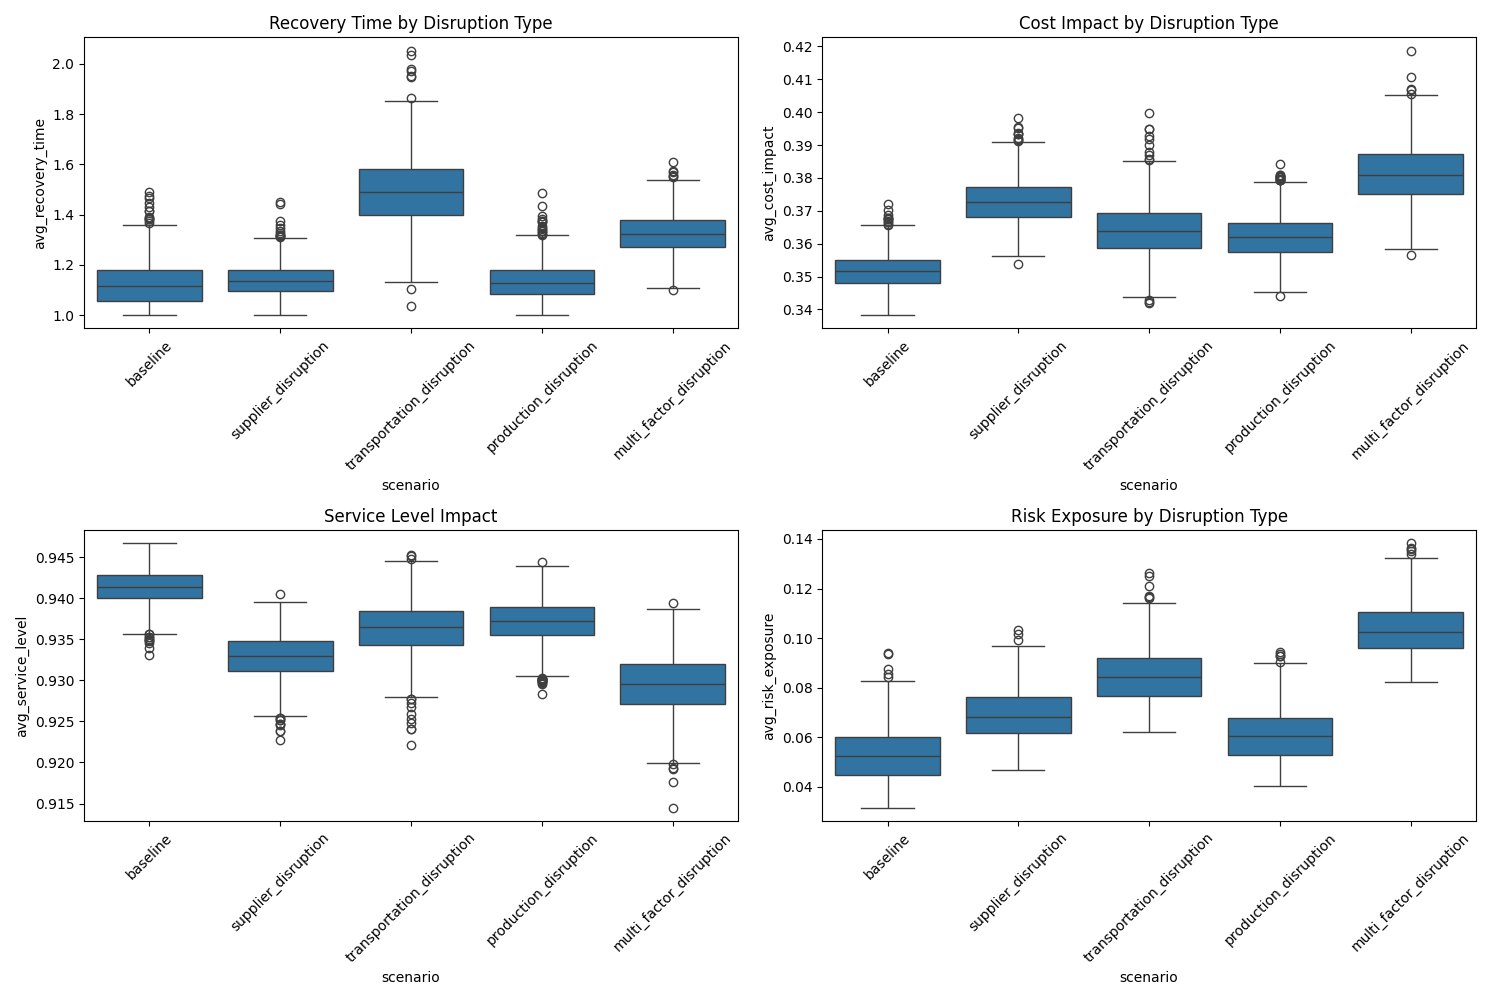 Recovery Time by Disruption Type
avg_recovery_time
2.0
1.8
1.6
1.4
1.2
1.0
baseline
supplier_disruption
transportation_disruption
production_disruption
multi_factor_disruption
scenario
Cost Impact by Disruption Type
avg_cost_impact
0.42
0.41
0.40
0.39
0.38
0.37
0.36
0.35
0.34
baseline
supplier_disruption
transportation_disruption
production_disruption
multi_factor_disruption
scenario
Service Level Impact
avg_service_level
0.945
0.940
0.935
0.930
0.925
0.920
0.915
baseline
supplier_disruption
transportation_disruption
production_disruption
multi_factor_disruption
scenario
Risk Exposure by Disruption Type
avg_risk_exposure
0.14
0.12
0.10
0.08
0.06
0.04
baseline
supplier_disruption
transportation_disruption
production_disruption
multi_factor_disruption
scenario